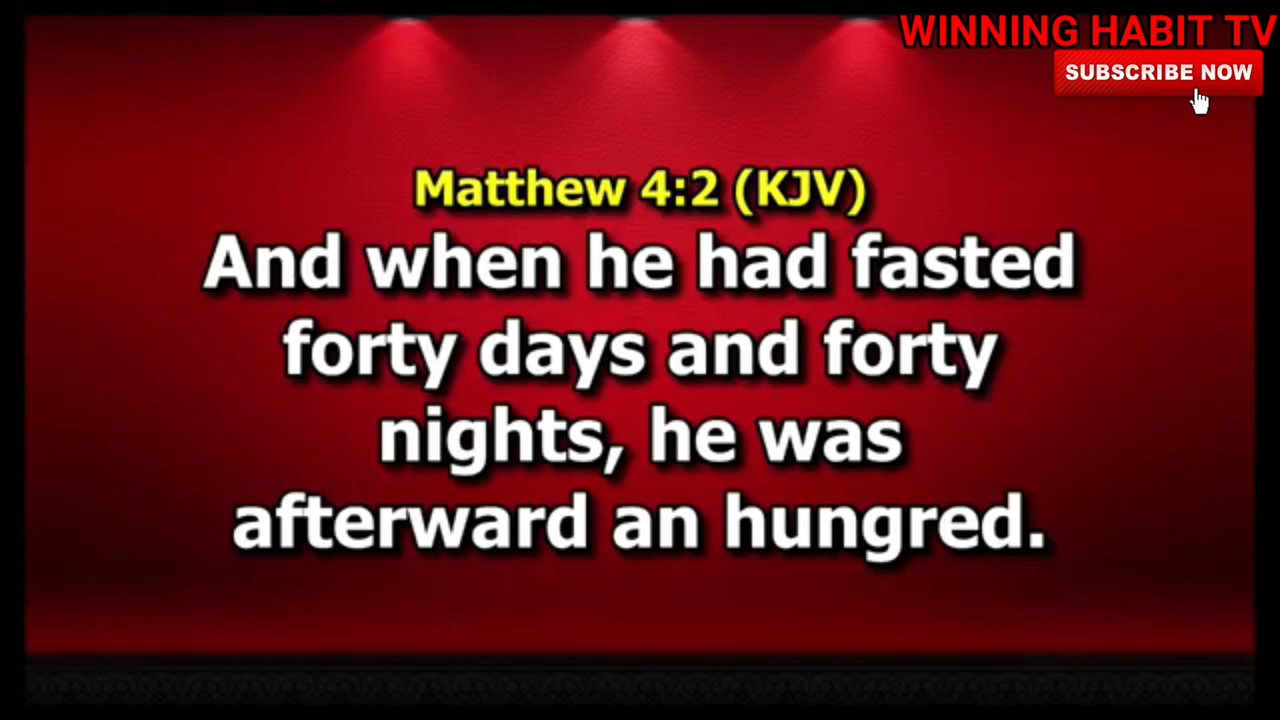 WINNING HABIT TV
SUBSCRIBE NOW
Matthew 4:2 (KJV)
And when he had fasted
forty days and forty
nights, he was
afterward an hungred.